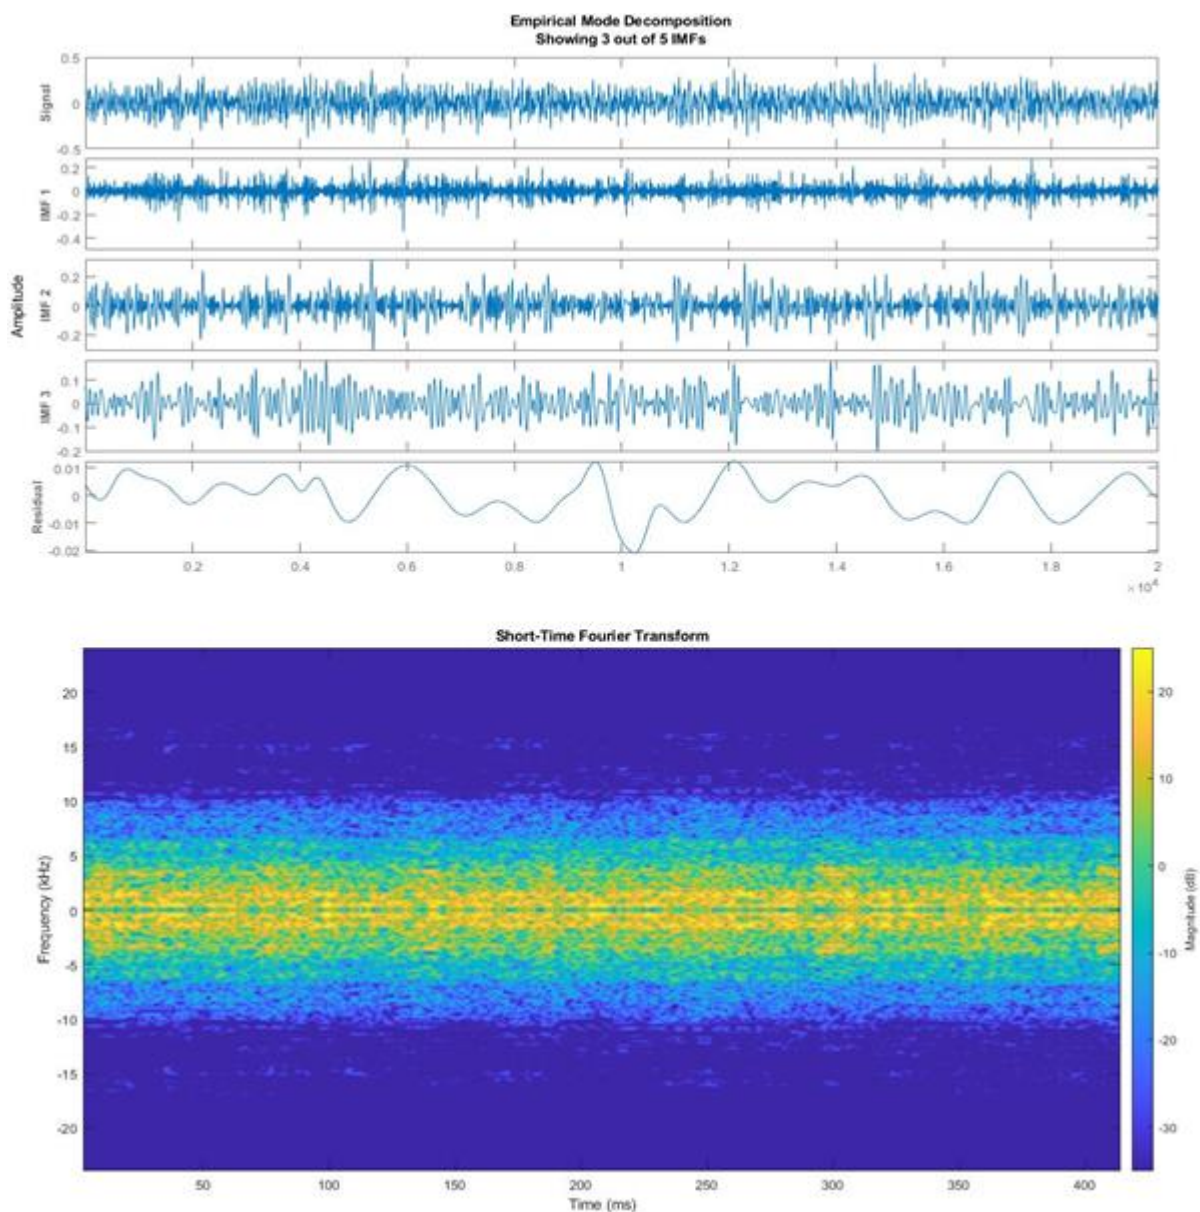 Empirical Mode Decomposition
Showing 3 out of 5 IMFs
Amplitude
Signal
0.5
0
-0.5
IMF 1
0.2
0
-0.2
-0.4
IMF 2
0.2
0
-0.2
IMF 3
0.1
0
-0.1
-0.2
Residual
0.01
0
-0.01
-0.02
0.2 0.4 0.6 0.8 1 1.2 1.4 1.6 1.8 2
×10⁴
Short-Time Fourier Transform
Frequency (kHz)
20
15
10
5
0
-5
-10
-15
-20
50 100 150 200 250 300 350 400
Time (ms)
20
10
0
-10
-20
-30
Magnitude (dB)